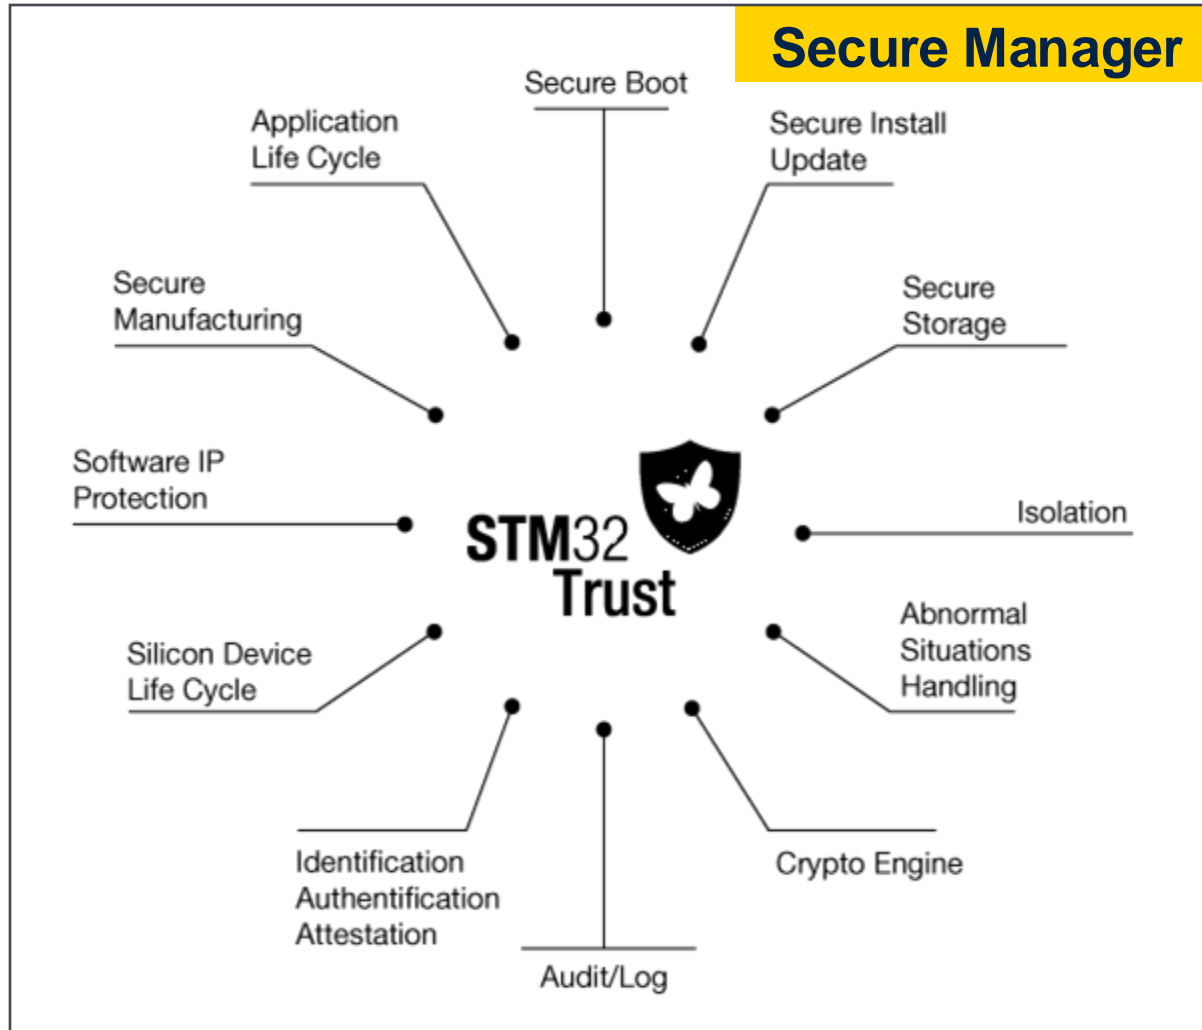 Secure Manager
Secure Boot
Application
Life Cycle
Secure Install
Update
Secure
Manufacturing
Secure
Storage
Software IP
Protection
Isolation
STM32
Trust
Abnormal
Situations
Handling
Silicon Device
Life Cycle
Identification
Authentification
Attestation
Crypto Engine
Audit/Log